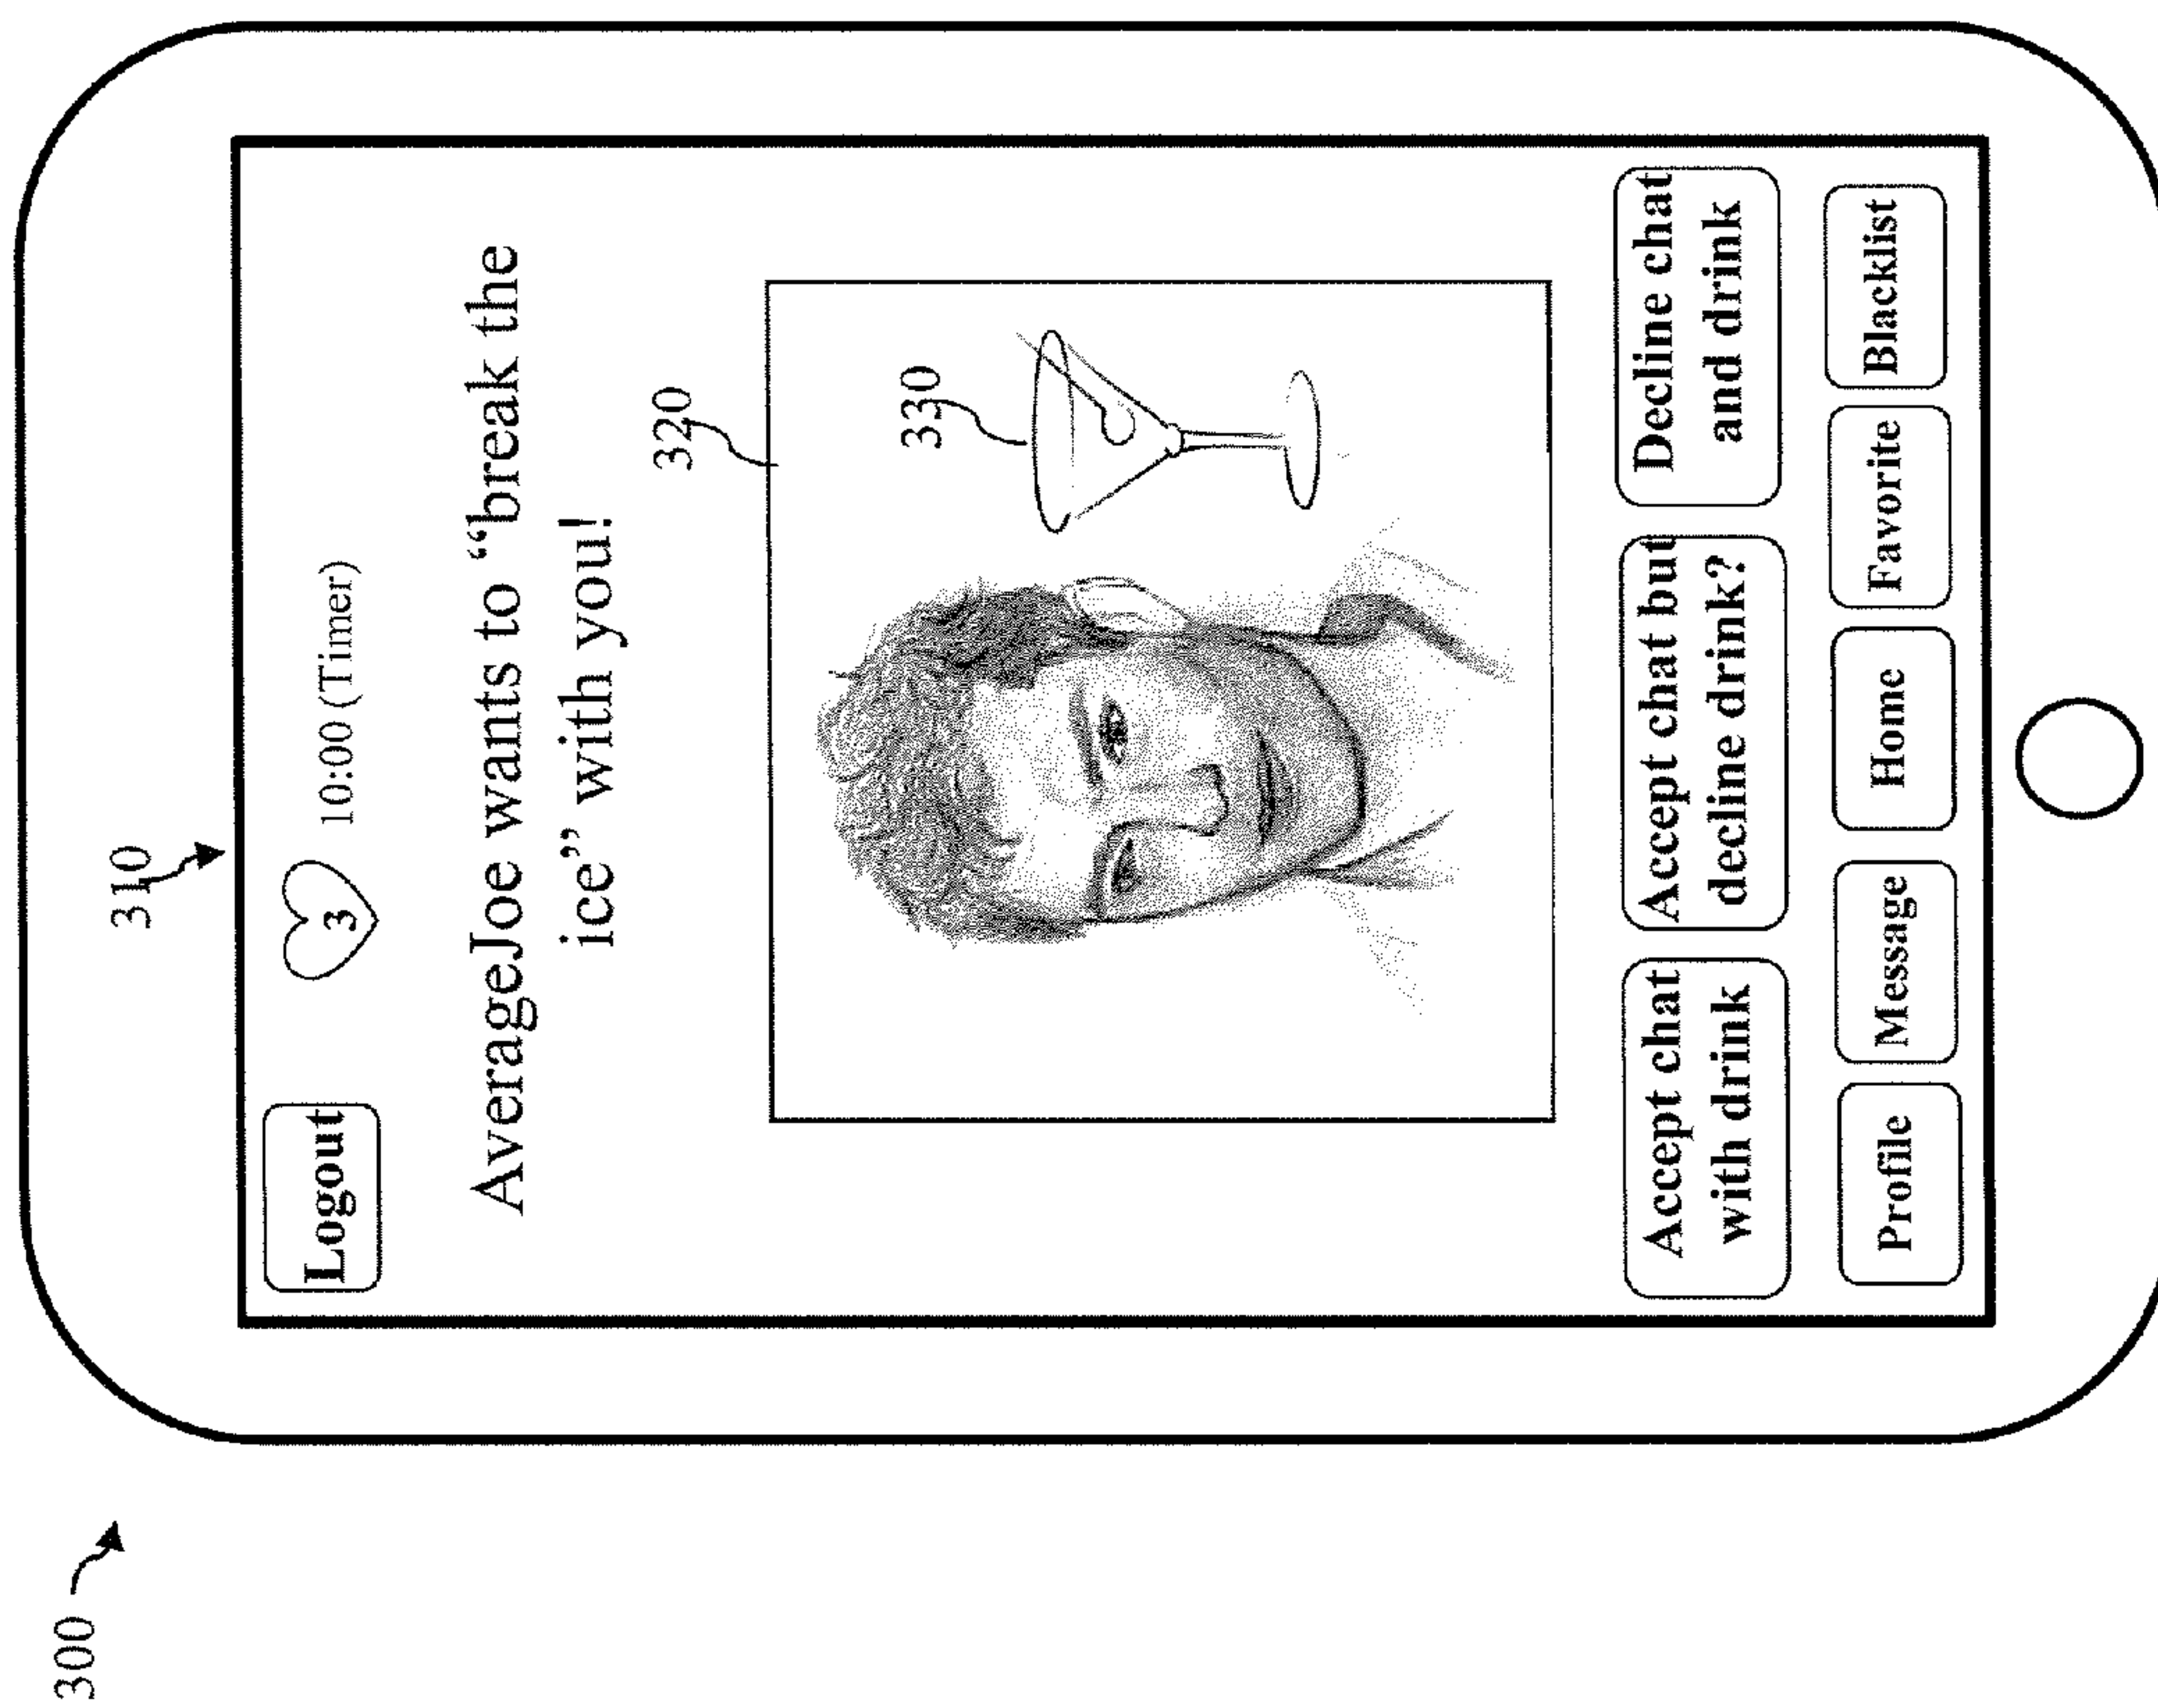 300
310
Logout
3
10:00 (Timer)
AverageJoe wants to “break the
ice” with you!
320
330
Accept chat
with drink
Accept chat but
decline drink?
Decline chat
and drink
Profile
Message
Home
Favorite
Blacklist